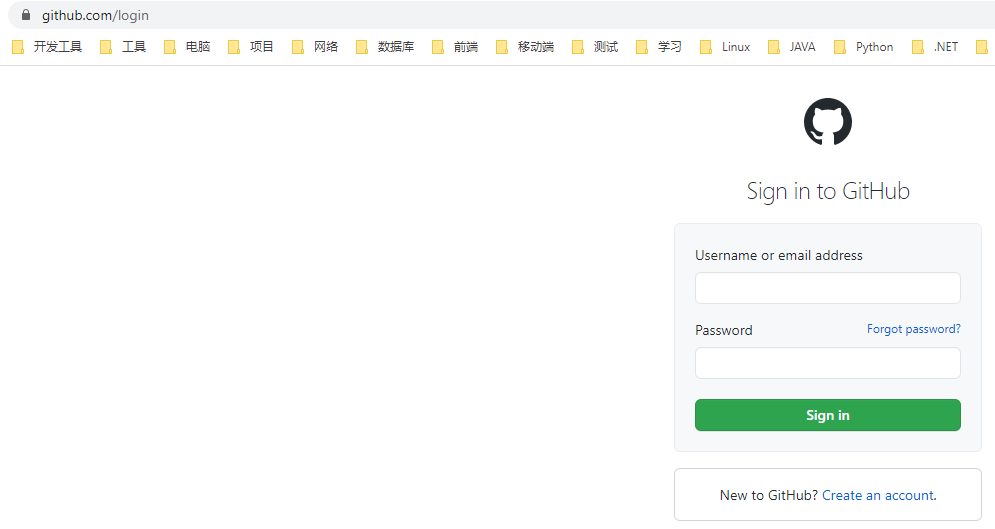 github.com/login
开发工具 工具 电脑 项目 网络 数据库 前端 移动端 测试 学习 Linux JAVA Python .NET
Sign in to GitHub
Username or email address
Password Forgot password?
Sign in
New to GitHub? Create an account.